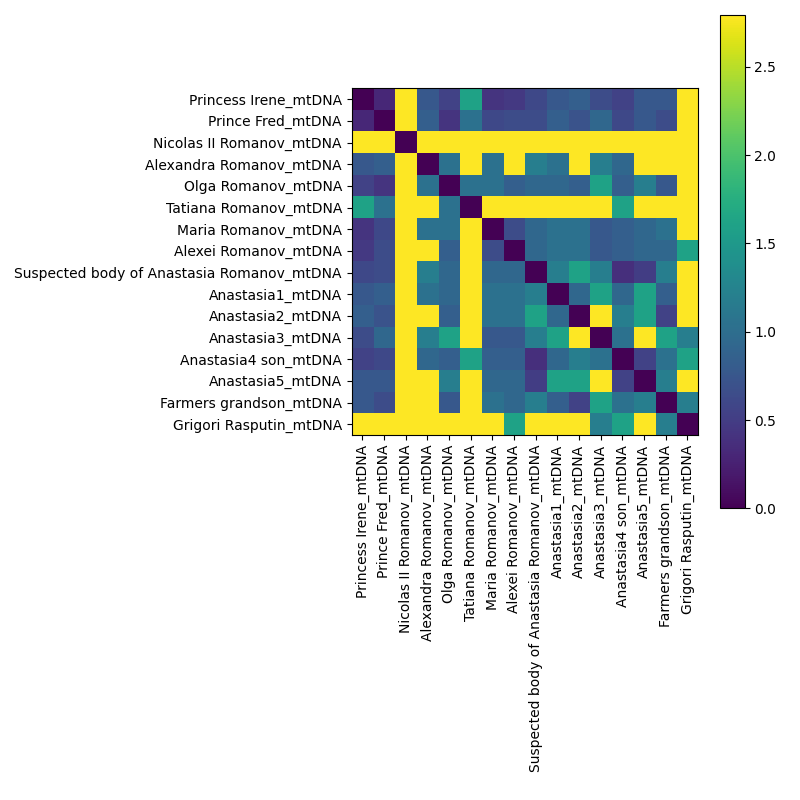 Princess Irene_mtDNA
Prince Fred_mtDNA
Nicolas II Romanov_mtDNA
Alexandra Romanov_mtDNA
Olga Romanov_mtDNA
Tatiana Romanov_mtDNA
Maria Romanov_mtDNA
Alexei Romanov_mtDNA
Suspected body of Anastasia Romanov_mtDNA
Anastasia1_mtDNA
Anastasia2_mtDNA
Anastasia3_mtDNA
Anastasia4 son_mtDNA
Anastasia5_mtDNA
Farmers grandson_mtDNA
Grigori Rasputin_mtDNA
Princess Irene_mtDNA
Prince Fred_mtDNA
Nicolas II Romanov_mtDNA
Alexandra Romanov_mtDNA
Olga Romanov_mtDNA
Tatiana Romanov_mtDNA
Maria Romanov_mtDNA
Alexei Romanov_mtDNA
Suspected body of Anastasia Romanov_mtDNA
Anastasia1_mtDNA
Anastasia2_mtDNA
Anastasia3_mtDNA
Anastasia4 son_mtDNA
Anastasia5_mtDNA
Farmers grandson_mtDNA
Grigori Rasputin_mtDNA
2.5
2.0
1.5
1.0
0.5
0.0